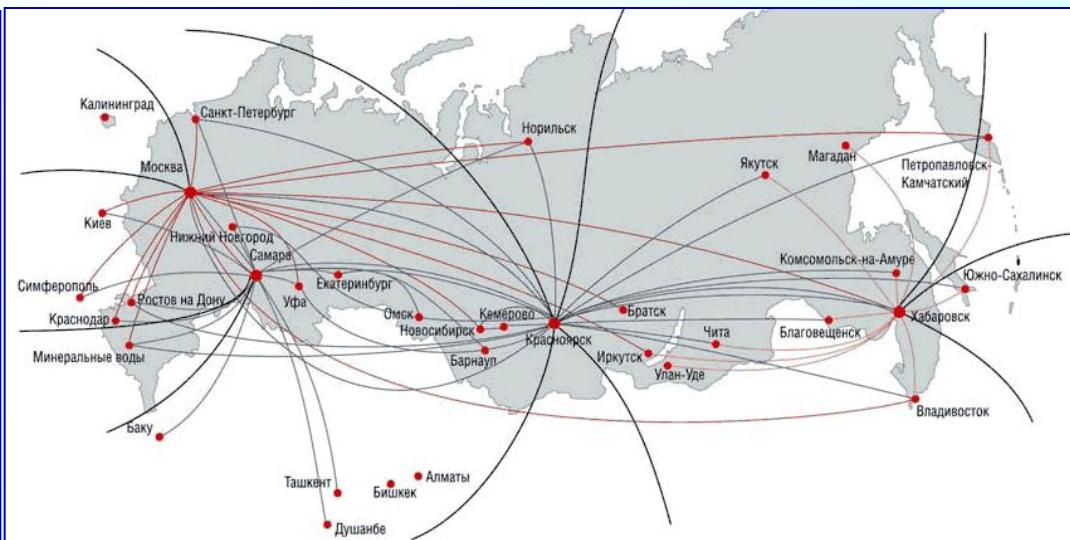 Калининград
Санкт-Петербург
Норильск
Москва
Якутск
Магадан
Петропавловск-
Камчатский
Киев
Нижний Новгород
Самара
Комсомольск-на-Амуре
Южно-Сахалинск
Симферополь
Ростов на Дону
Уфа
Екатеринбург
Омск
Кемерово
Братск
Хабаровск
Краснодар
Новосибирск
Красноярск
Чита
Благовещенск
Минеральные воды
Барнаул
Иркутск
Улан-Уде
Владивосток
Баку
Ташкент
Бишкек
Алматы
Душанбе